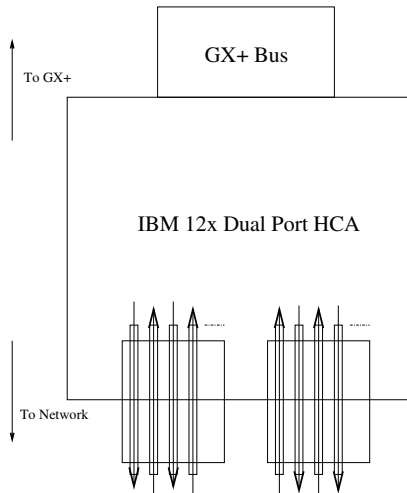 GX+ Bus
To GX+
IBM 12x Dual Port HCA
To Network